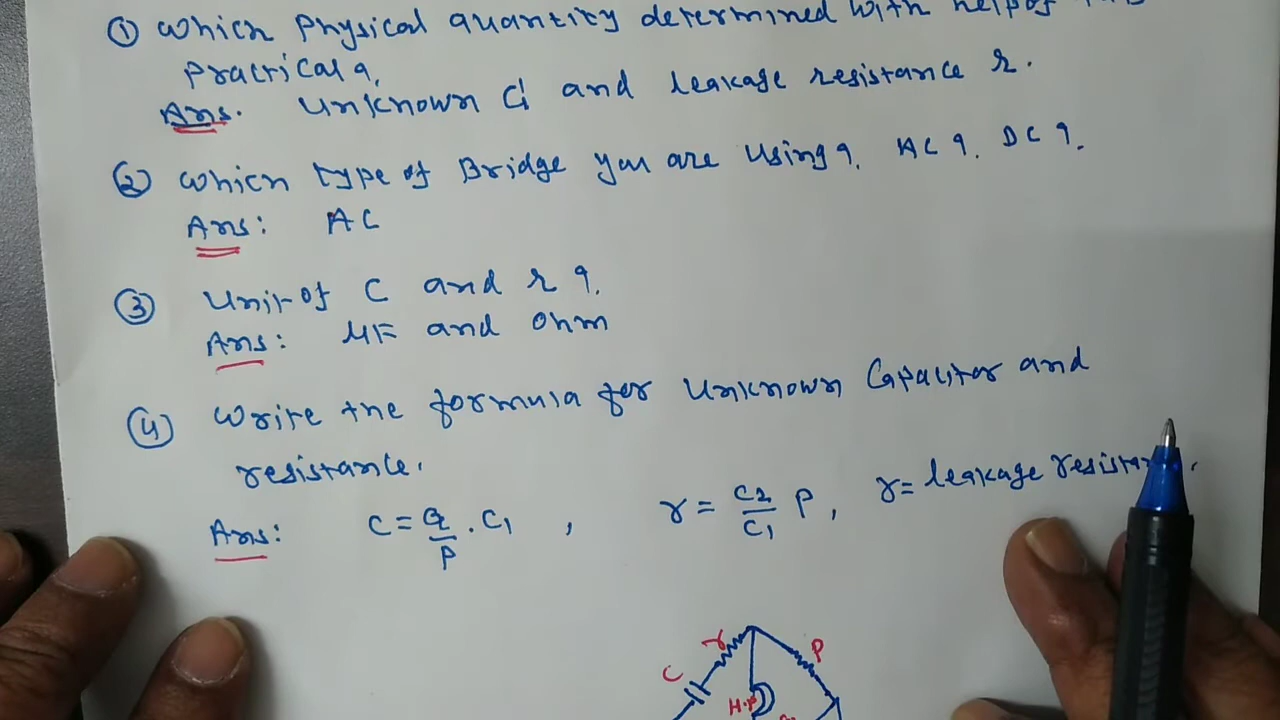 ① Which Physical quantity determined with help of
Practical ?
Ans. Unknown C and leakage resistance r.
② Which type of Bridge you are using ?. AC ?. DC ?.
Ans: AC
③ Unit of C and r ?.
Ans: μF and Ohm
④ Write the formula for Unknown Capacitor and
resistance.
Ans: C = Q/P . C₁ , r = C₂/C₁ P, r = leakage
r P
C
H.P